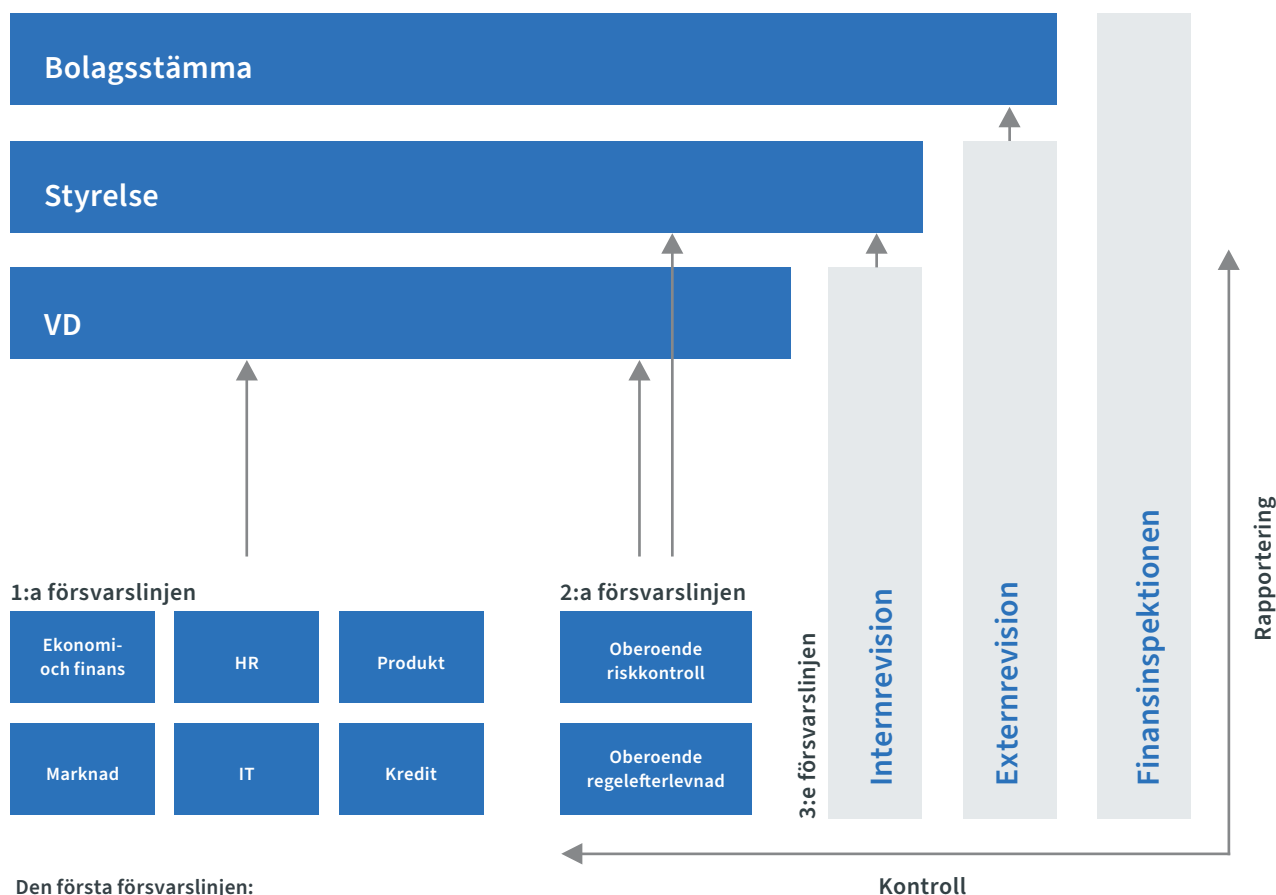 Bolagsstämma
Styrelse
VD
1:a försvarslinjen
Ekonomi-
och finans
HR
Produkt
Marknad
IT
Kredit
2:a försvarslinjen
Oberoende
riskkontroll
Oberoende
regelefterlevnad
3:e försvarslinjen
Internrevision
Externrevision
Finansinspektionen
Rapportering
Kontroll
Den första försvarslinjen: